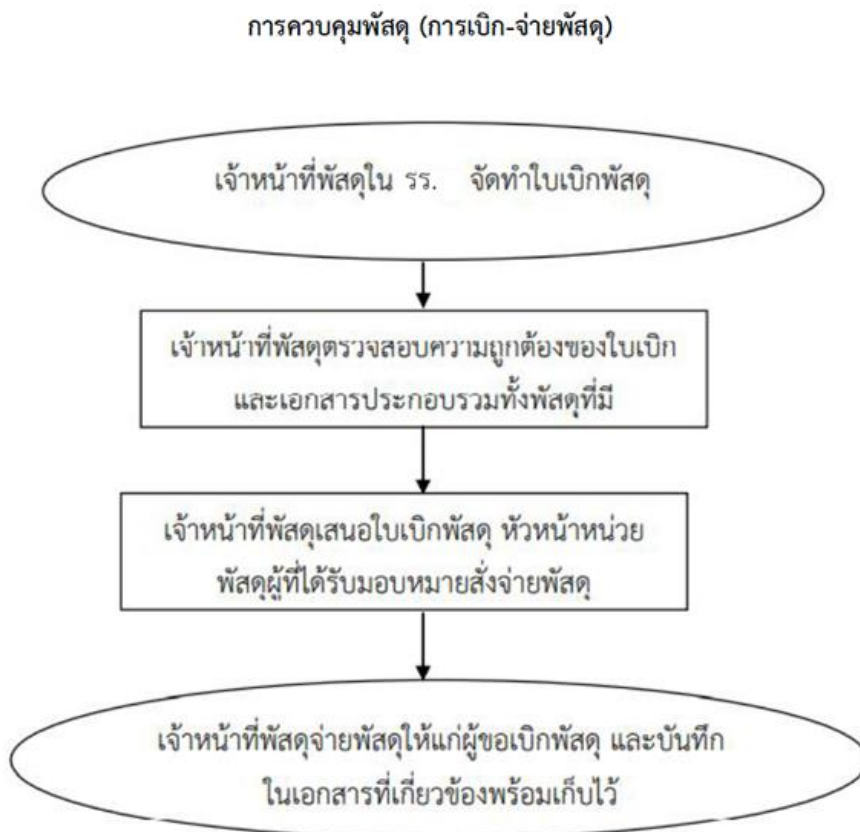 การควบคุมพัสดุ (การเบิก-จ่ายพัสดุ)
เจ้าหน้าที่พัสดุใน รร. จัดทำใบเบิกพัสดุ
เจ้าหน้าที่พัสดุตรวจสอบความถูกต้องของใบเบิก
และเอกสารประกอบรวมทั้งพัสดุที่มี
เจ้าหน้าที่พัสดุเสนอใบเบิกพัสดุ หัวหน้าหน่วย
พัสดุผู้ที่ได้รับมอบหมายสั่งจ่ายพัสดุ
เจ้าหน้าที่พัสดุจ่ายพัสดุให้แก่ผู้ขอเบิกพัสดุ และบันทึก
ในเอกสารที่เกี่ยวข้องพร้อมเก็บไว้